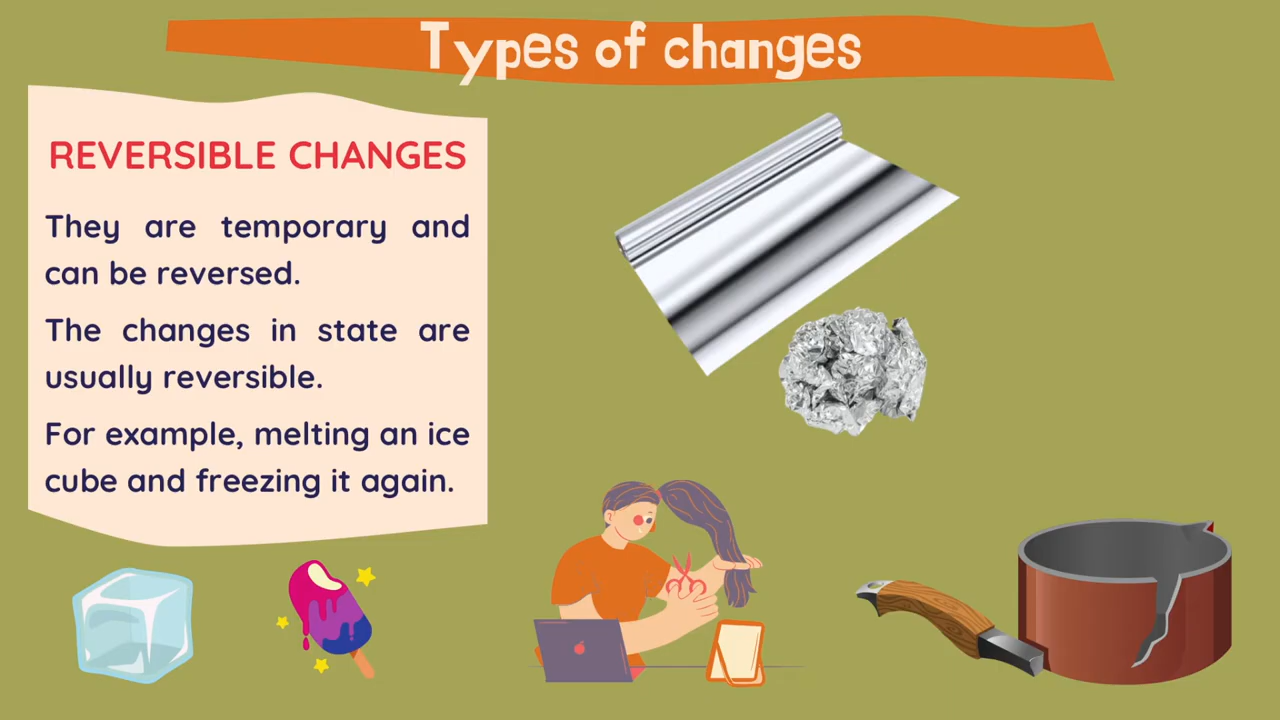 Types of changes
REVERSIBLE CHANGES
They are temporary and
can be reversed.
The changes in state are
usually reversible.
For example, melting an ice
cube and freezing it again.